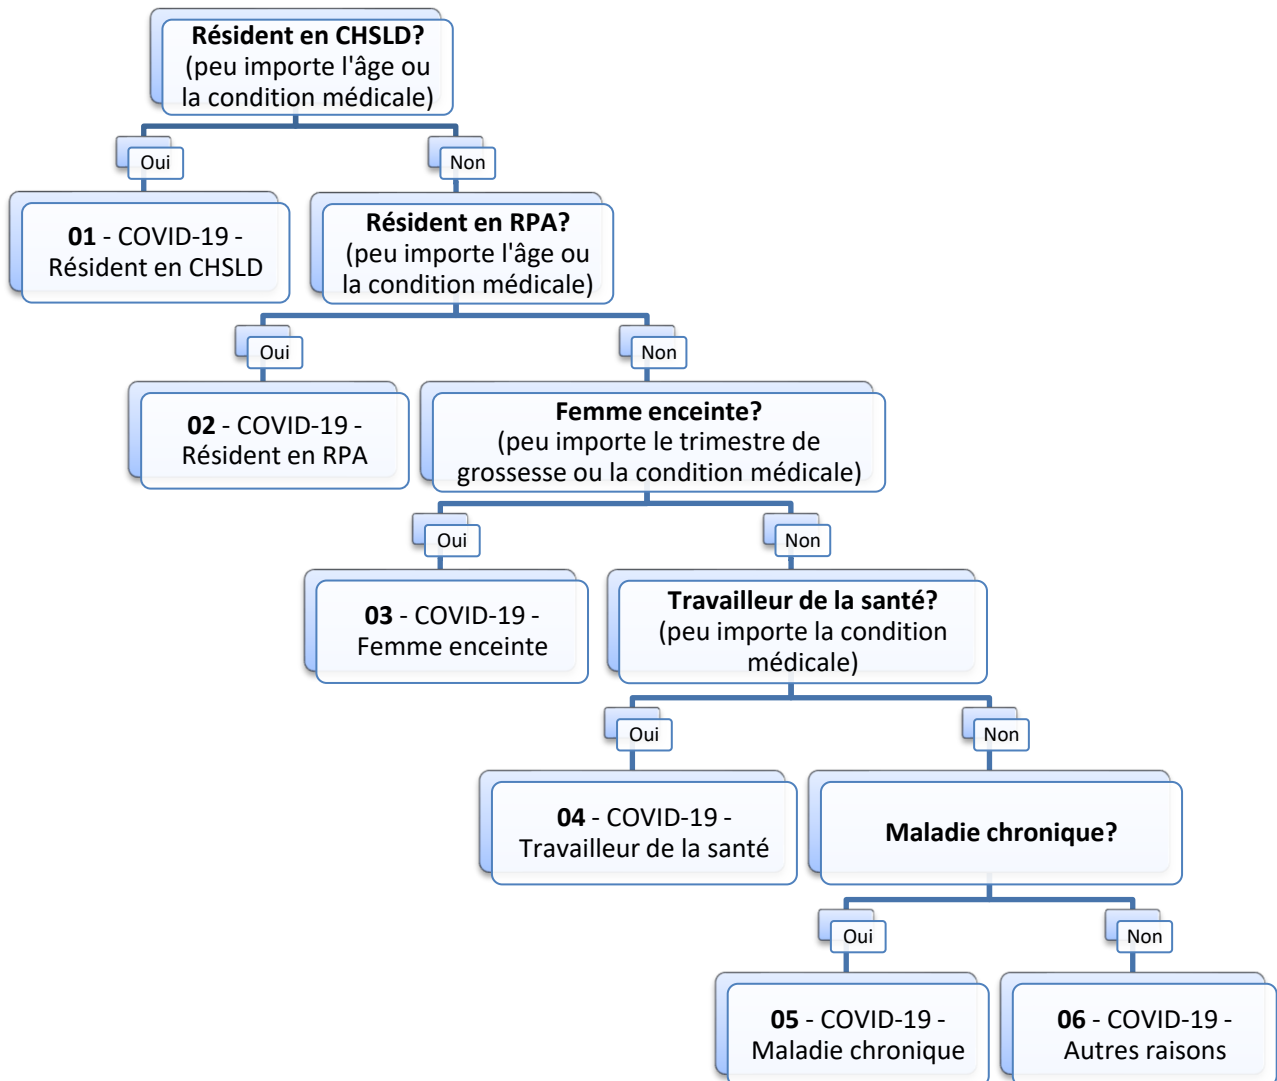 Résident en CHSLD?
(peu importe l'âge ou
la condition médicale)
Oui
Non
01 - COVID-19 -
Résident en CHSLD
Résident en RPA?
(peu importe l'âge ou
la condition médicale)
Oui
Non
02 - COVID-19 -
Résident en RPA
Femme enceinte?
(peu importe le trimestre de
grossesse ou la condition médicale)
Oui
Non
03 - COVID-19 -
Femme enceinte
Travailleur de la santé?
(peu importe la condition
médicale)
Oui
Non
04 - COVID-19 -
Travailleur de la santé
Maladie chronique?
Oui
Non
05 - COVID-19 -
Maladie chronique
06 - COVID-19 -
Autres raisons